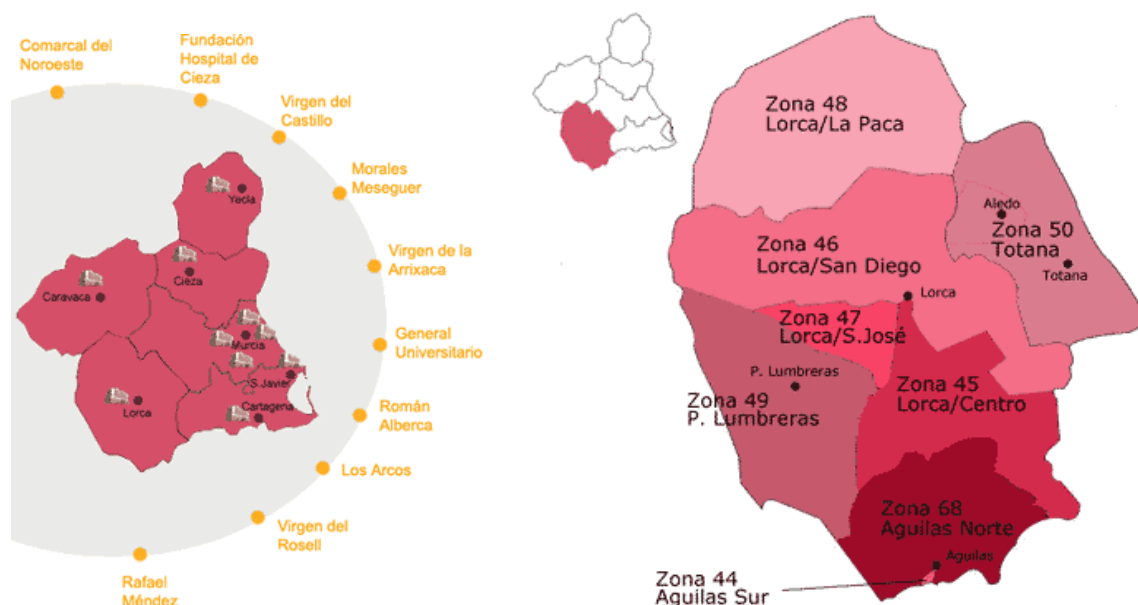 Comarcal del
Noroeste
Fundación
Hospital de
Cieza
Virgen del
Castillo
Morales
Meseguer
Virgen de la
Arrixaca
General
Universitario
Román
Alberca
Los Arcos
Virgen del
Rosell
Rafael
Méndez
Yecla
Cieza
Caravaca
Murcia
S.Javier
Lorca
Cartagena
Zona 48
Lorca/La Paca
Aledo
Zona 50
Totana
Totana
Zona 46
Lorca/San Diego
Lorca
Zona 47
Lorca/S.José
P. Lumbreras
Zona 49
P. Lumbreras
Zona 45
Lorca/Centro
Zona 68
Aguilas Norte
Aguilas
Zona 44
Aguilas Sur